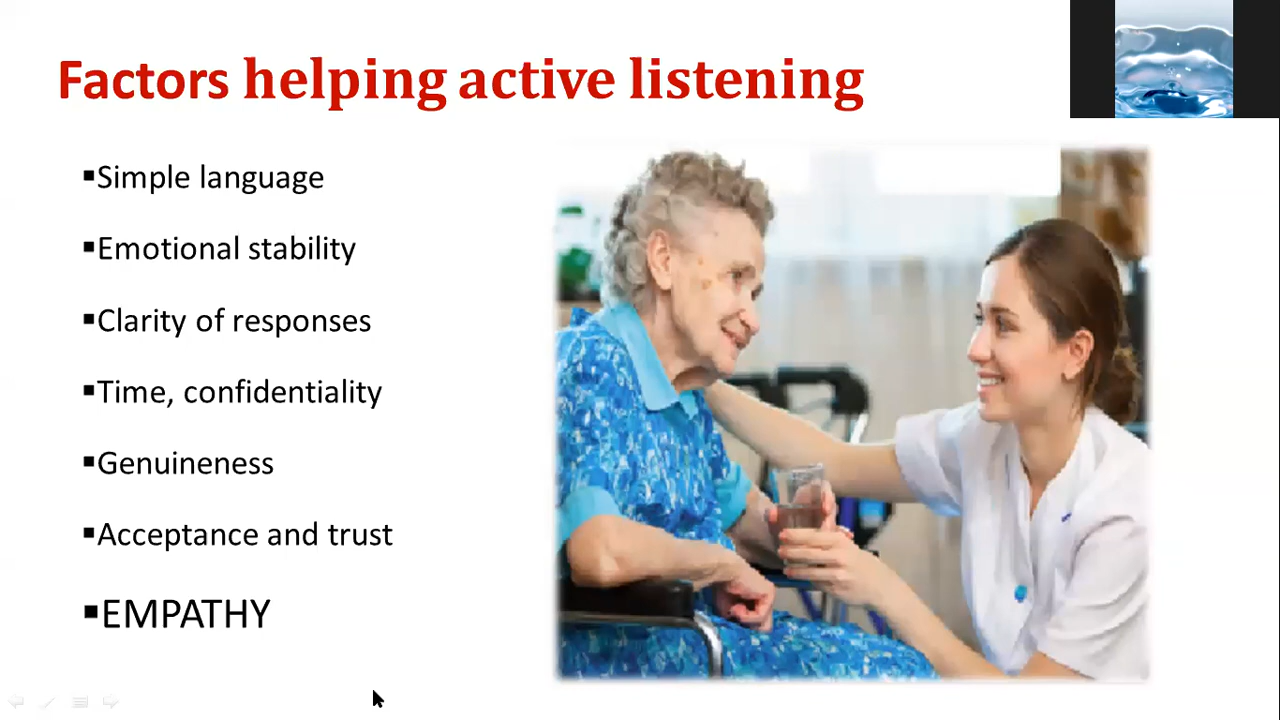 Factors helping active listening
▪Simple language
▪Emotional stability
▪Clarity of responses
▪Time, confidentiality
▪Genuineness
▪Acceptance and trust
▪EMPATHY